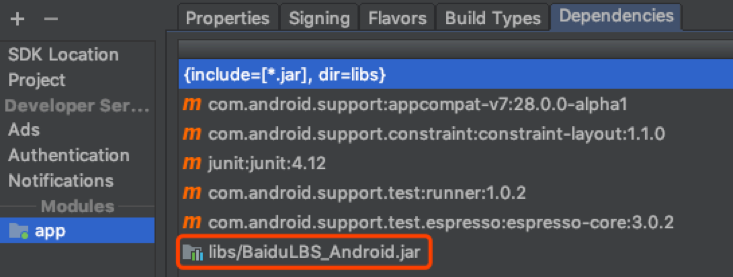 Properties
Signing
Flavors
Build Types
Dependencies
SDK Location
Project
Developer Ser...
Ads
Authentication
Notifications
Modules
app
{include=[*.jar], dir=libs}
m com.android.support:appcompat-v7:28.0.0-alpha1
m com.android.support.constraint:constraint-layout:1.1.0
m junit:junit:4.12
m com.android.support.test:runner:1.0.2
m com.android.support.test.espresso:espresso-core:3.0.2
libs/BaiduLBS_Android.jar